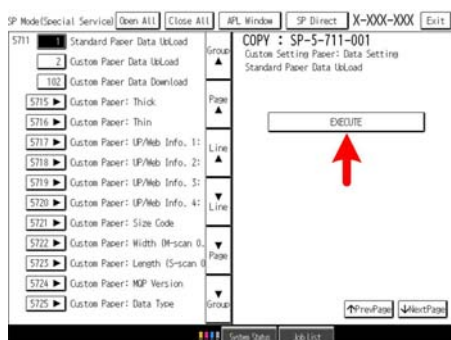 SP Mode(Special Service) Open All Close All APL Window SP Direct X-XXX-XXX Exit
5711 1 Standard Paper Data UpLoad
2 Custom Paper Data UpLoad
102 Custom Paper Data Download
5715 ► Custom Paper: Thick
5716 ► Custom Paper: Thin
5717 ► Custom Paper: UP/Web Info. 1:
5718 ► Custom Paper: UP/Web Info. 2:
5719 ► Custom Paper: UP/Web Info. 3:
5720 ► Custom Paper: UP/Web Info. 4:
5721 ► Custom Paper: Size Code
5722 ► Custom Paper: Width (M-scan 0.
5723 ► Custom Paper: Length (S-scan 0
5724 ► Custom Paper: MQP Version
5725 ► Custom Paper: Data Type
Group
▲
Page
▲
Line
▲
▼
Line
▼
Page
▼
Group
COPY : SP-5-711-001
Custom Setting Paper: Data Setting
Standard Paper Data UpLoad
EXECUTE
↑PrevPage ↓NextPage
System Status Job List